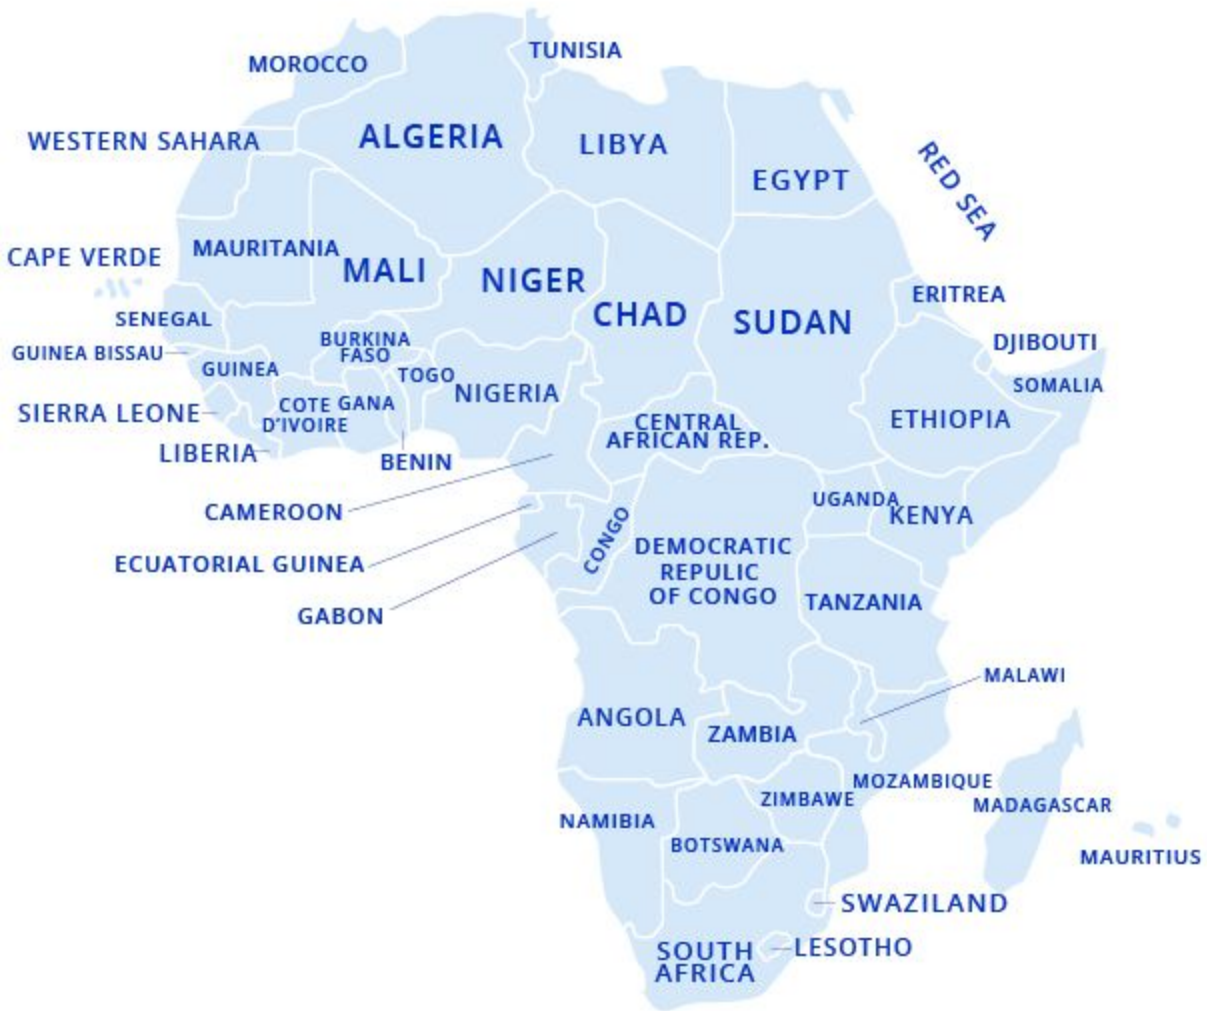 MOROCCO
TUNISIA
ALGERIA
LIBYA
WESTERN SAHARA
EGYPT
RED SEA
CAPE VERDE
MAURITANIA
MALI
NIGER
CHAD
SUDAN
ERITREA
SENEGAL
BURKINA
FASO
DJIBOUTI
GUINEA BISSAU
GUINEA
TOGO
NIGERIA
SOMALIA
SIERRA LEONE
COTE
D'IVOIRE
GANA
CENTRAL
AFRICAN REP.
ETHIOPIA
LIBERIA
BENIN
CAMEROON
UGANDA
KENYA
CONGO
ECUATORIAL GUINEA
DEMOCRATIC
REPULIC
OF CONGO
GABON
TANZANIA
MALAWI
ANGOLA
ZAMBIA
MOZAMBIQUE
ZIMBAWE
MADAGASCAR
NAMIBIA
BOTSWANA
MAURITIUS
SWAZILAND
SOUTH
AFRICA
LESOTHO